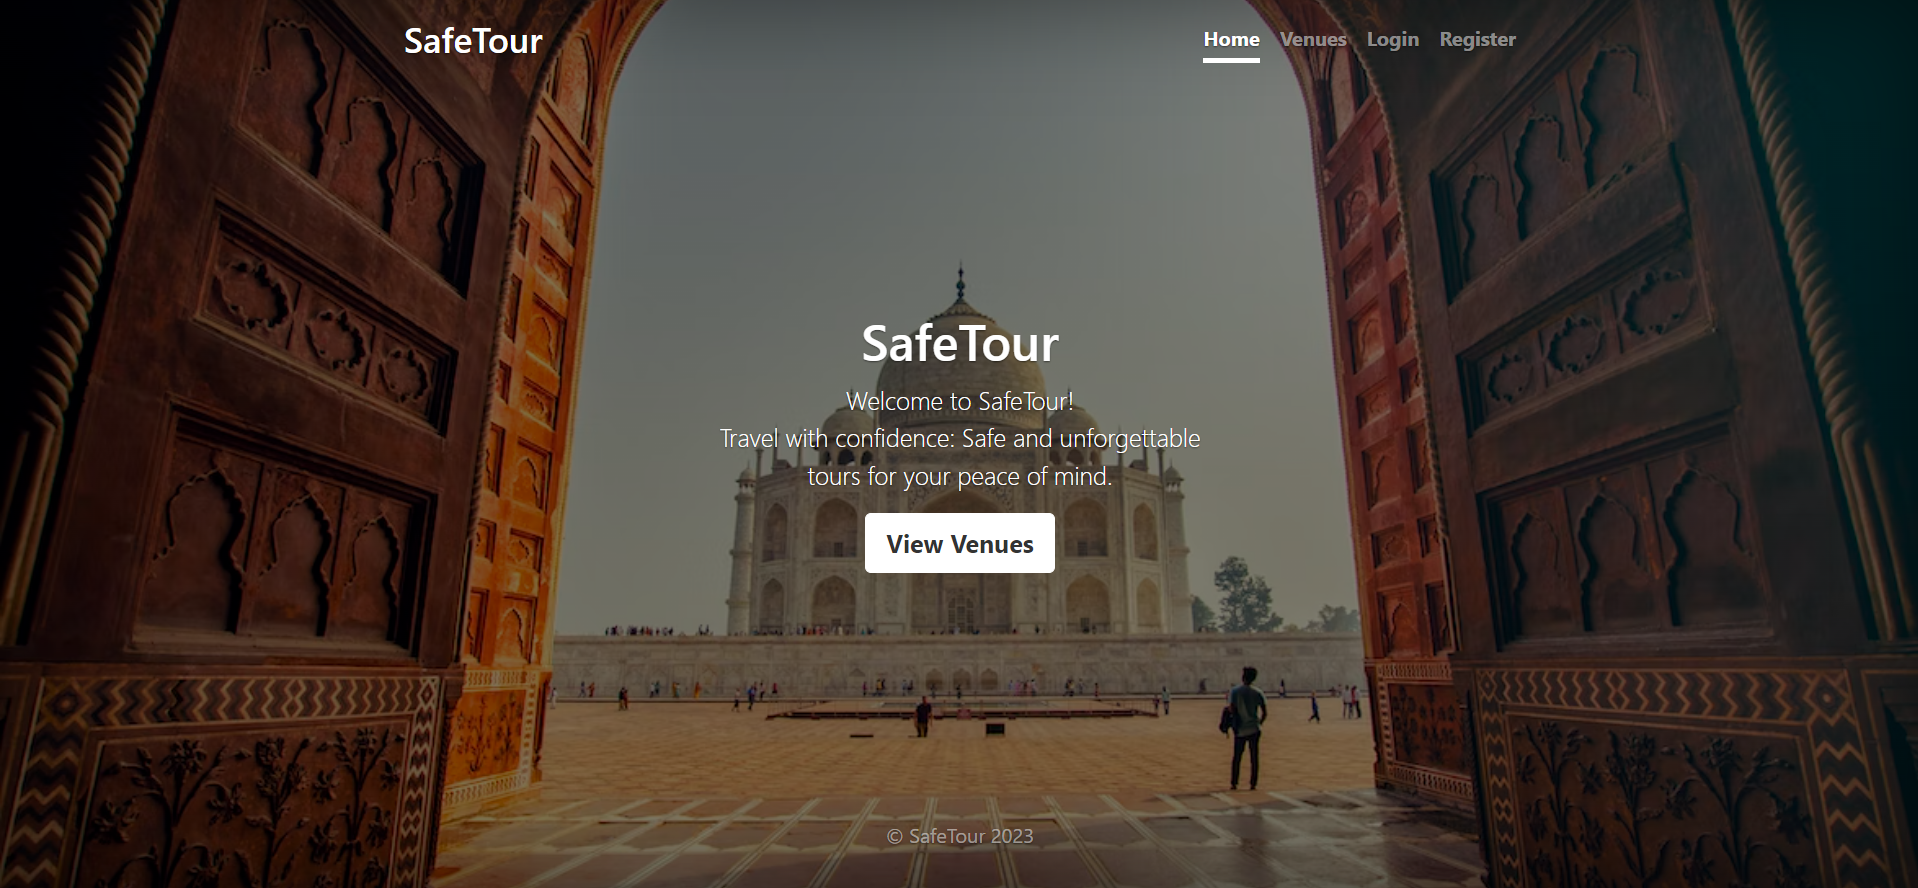 SafeTour
Home Venues Login Register
SafeTour
Welcome to SafeTour!
Travel with confidence: Safe and unforgettable
tours for your peace of mind.
View Venues
© SafeTour 2023